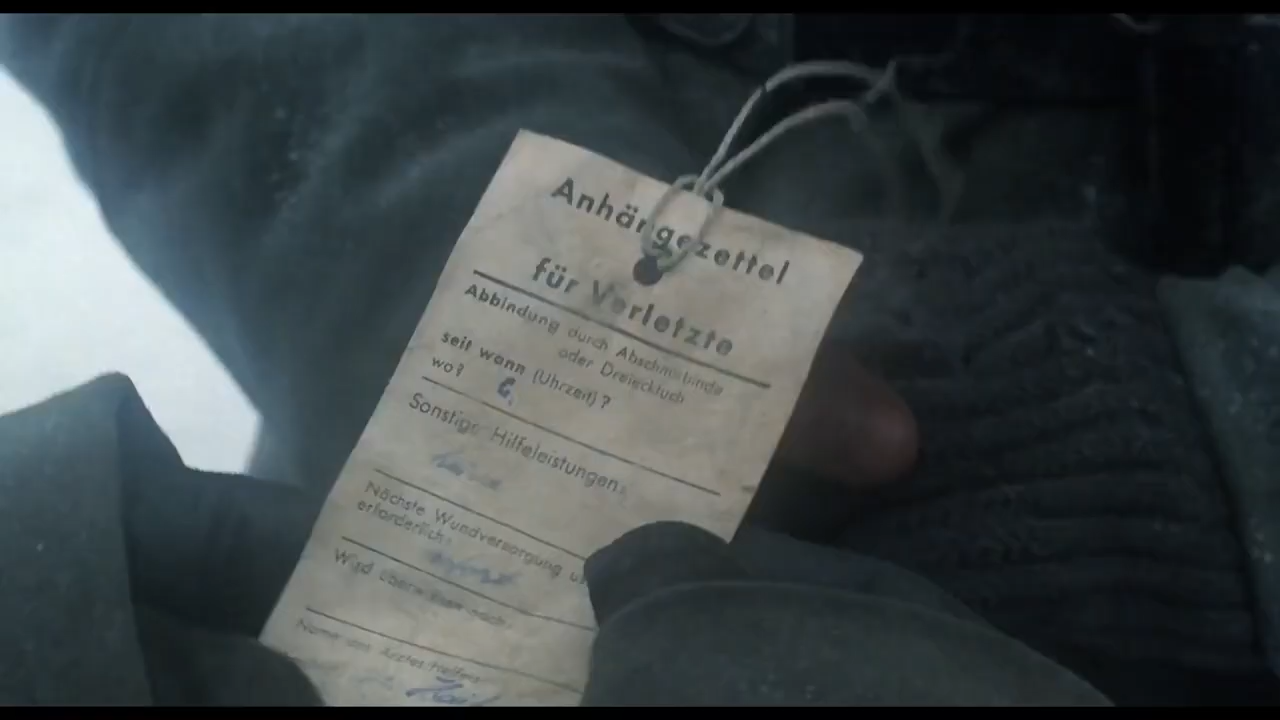 Anhängezettel
für Verletzte
Abbindung durch Abschnürbinde
oder Dreiecktuch
seit wann (Uhrzeit)?
wo?
Sonstige Hilfeleistungen:
keine
Nächste Wundversorgung
erforderlich:
Wird überwiesen nach:
Name des Arztes/Helfers